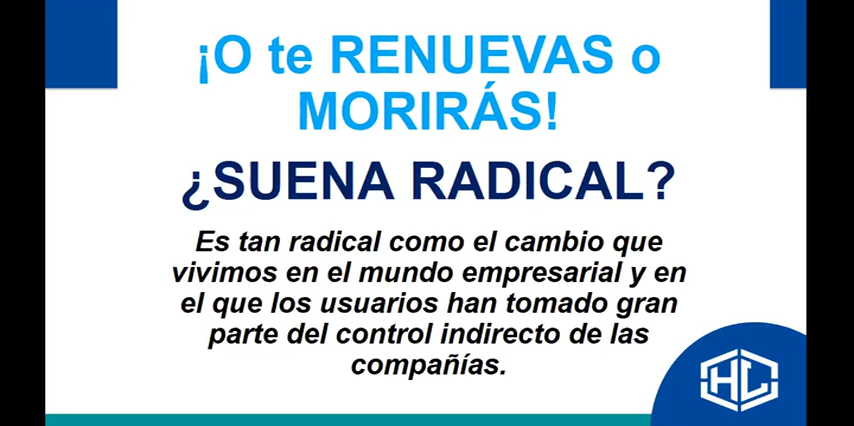 ¡O te RENUEVAS o
MORIRÁS!
¿SUENA RADICAL?
Es tan radical como el cambio que
vivimos en el mundo empresarial y en
el que los usuarios han tomado gran
parte del control indirecto de las
compañías.
HL